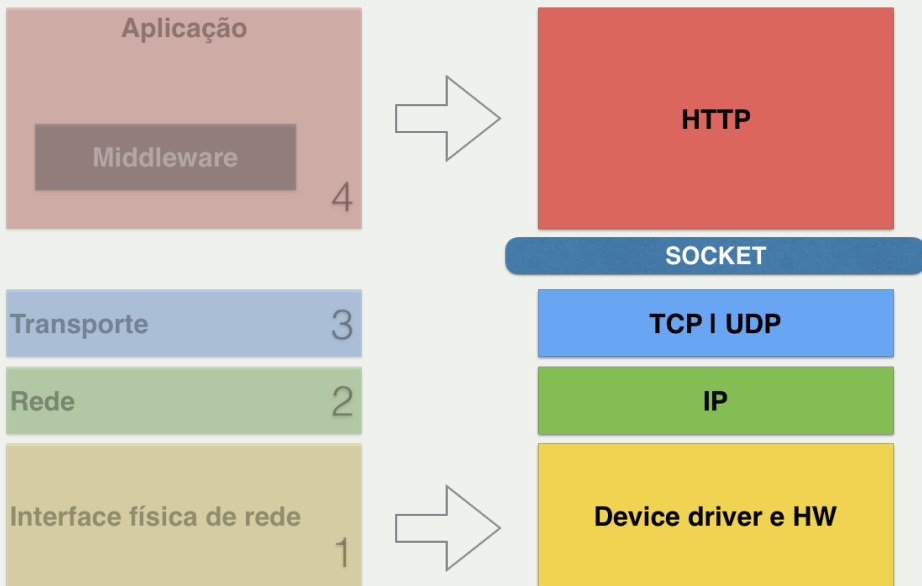 Aplicação
Middleware
4
HTTP
SOCKET
Transporte 3
TCP | UDP
Rede 2
IP
Interface física de rede
1
Device driver e HW